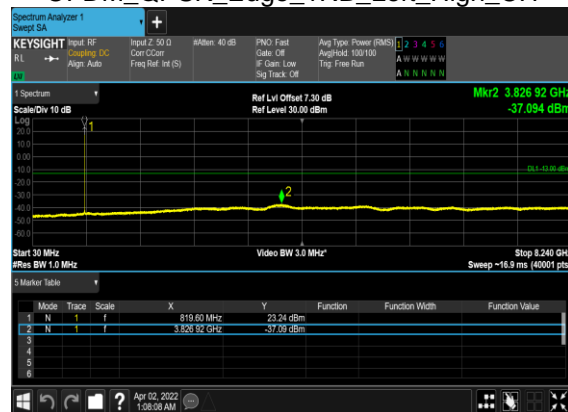 Spectrum Analyzer 1
Swept SA
KEYSIGHT Input: RF Input Z: 50 Ω #Atten: 40 dB PNO: Fast Avg Type: Power (RMS) 1 2 3 4 5 6
RL Coupling: DC Corr CCorr Gate: Off Avg|Hold: 100/100 A W W W W W
Align: Auto Freq Ref: Int (S) IF Gain: Low Trig: Free Run
LW Sig Track: Off A N N N N N
1 Spectrum Ref Lvl Offset 7.30 dB Mkr2 3.826 92 GHz
Scale/Div 10 dB Ref Level 30.00 dBm -37.094 dBm
Log
20.0 1
10.0
0.00
-10.0 DL1 -13.00 dBm
-20.0
-30.0 2
-40.0
-50.0
-60.0
Start 30 MHz Video BW 3.0 MHz* Stop 8.240 GHz
#Res BW 1.0 MHz Sweep ~16.9 ms (40001 pts)
5 Marker Table
Mode Trace Scale X Y Function Function Width Function Value
1 N 1 f 819.60 MHz 23.24 dBm
2 N 1 f 3.826 92 GHz -37.09 dBm
3
4
5
6
Apr 02, 2022
1:08:08 AM